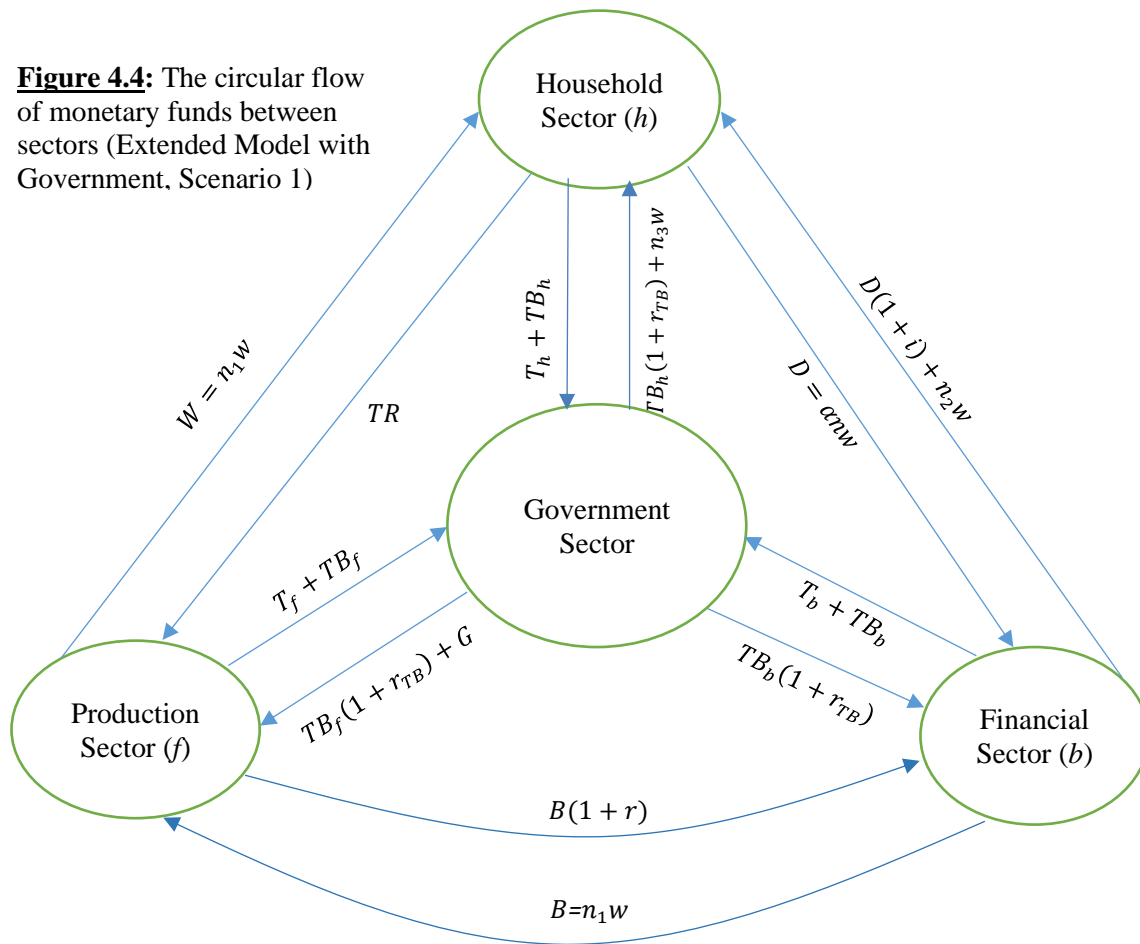 Figure 4.4: The circular flow
of monetary funds between
sectors (Extended Model with
Government, Scenario 1)
Household
Sector (h)
W = n₁w
TR
T_h + TB_h
TB_h(1 + r_TB) + n₃w
D = αnw
D(1 + i) + n₂w
Government
Sector
T_f + TB_f
TB_f(1 + r_TB) + G
T_b + TB_b
TB_b(1 + r_TB)
Production
Sector (f)
Financial
Sector (b)
B(1 + r)
B=n₁w